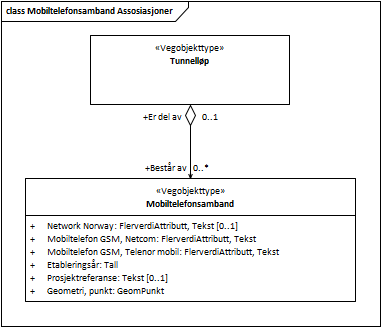 class Mobiltelefonsamband Assosiasjoner
«Vegobjekttype»
Tunnelløp
+Er del av 0..1
+Består av 0..*
«Vegobjekttype»
Mobiltelefonsamband
+ Network Norway: FlerverdiAttributt, Tekst [0..1]
+ Mobiltelefon GSM, Netcom: FlerverdiAttributt, Tekst
+ Mobiltelefon GSM, Telenor mobil: FlerverdiAttributt, Tekst
+ Etableringsår: Tall
+ Prosjektreferanse: Tekst [0..1]
+ Geometri, punkt: GeomPunkt